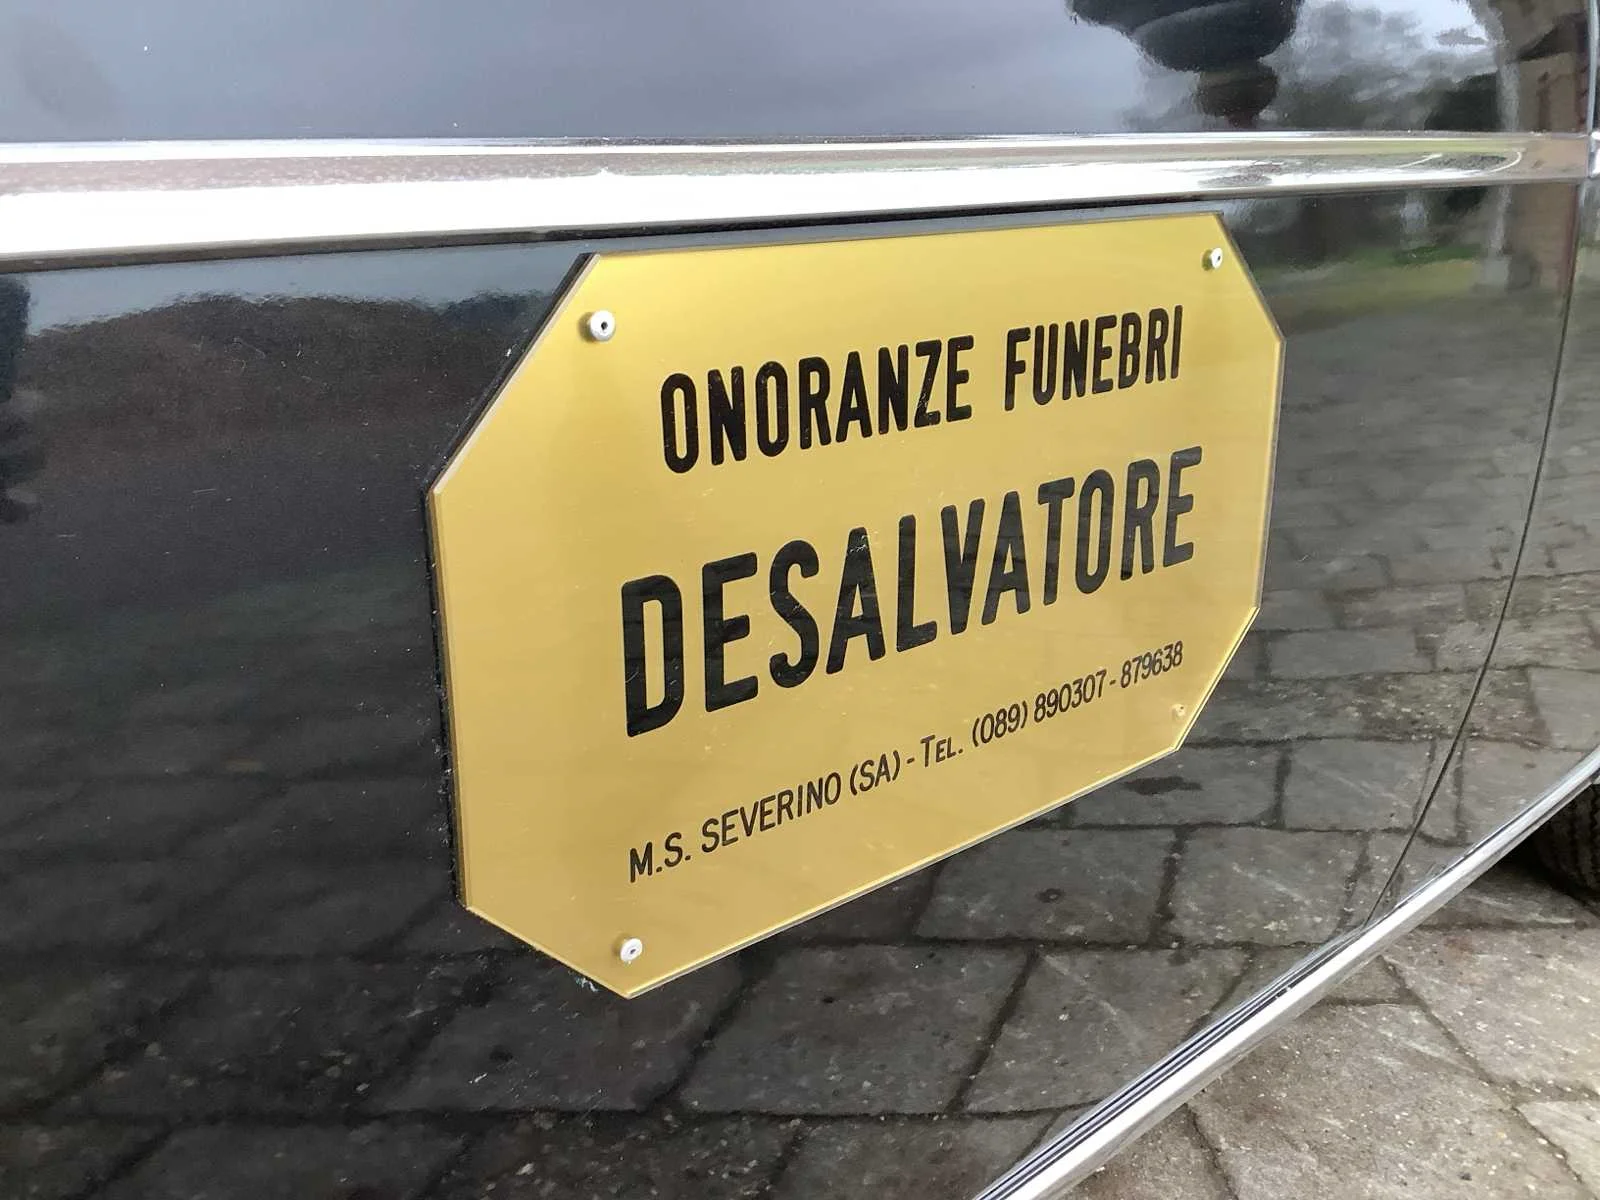 ONORANZE FUNEBRI
DESALVATORE
M.S. SEVERINO (SA) - TEL. (089) 890307 - 879638